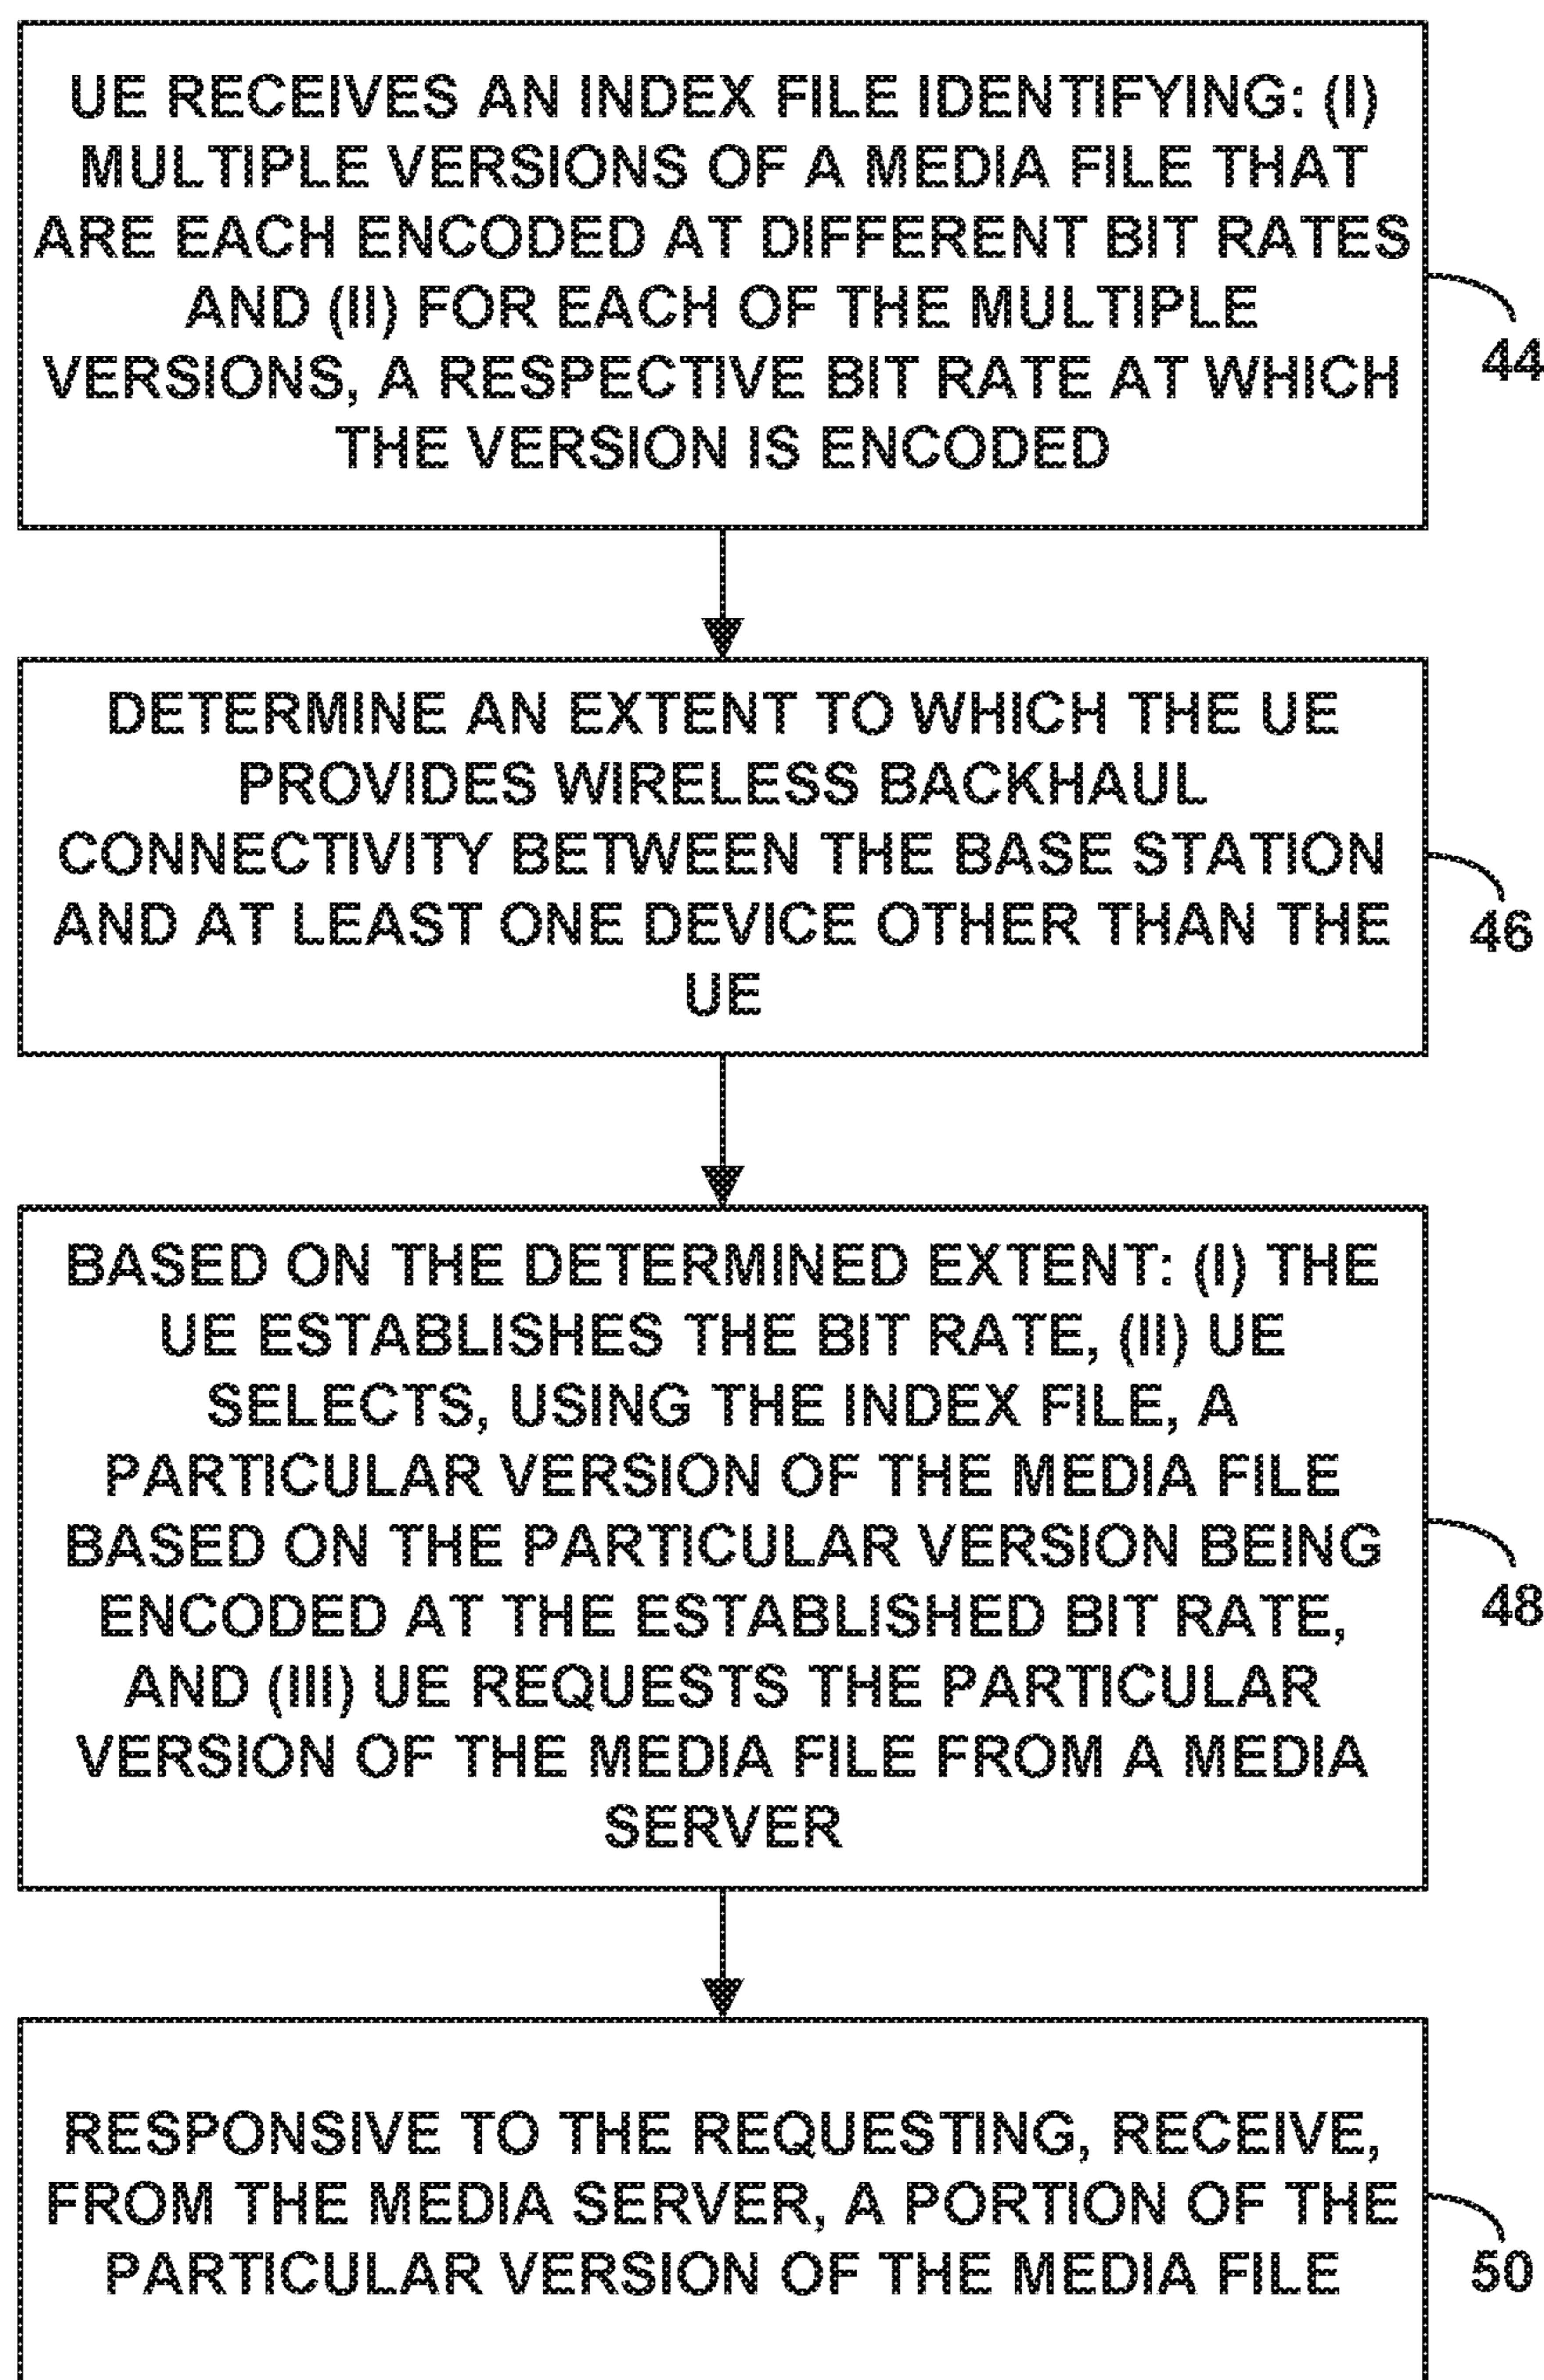 UE RECEIVES AN INDEX FILE IDENTIFYING: (I)
MULTIPLE VERSIONS OF A MEDIA FILE THAT
ARE EACH ENCODED AT DIFFERENT BIT RATES
AND (II) FOR EACH OF THE MULTIPLE
VERSIONS, A RESPECTIVE BIT RATE AT WHICH
THE VERSION IS ENCODED
44
DETERMINE AN EXTENT TO WHICH THE UE
PROVIDES WIRELESS BACKHAUL
CONNECTIVITY BETWEEN THE BASE STATION
AND AT LEAST ONE DEVICE OTHER THAN THE
UE
46
BASED ON THE DETERMINED EXTENT: (I) THE
UE ESTABLISHES THE BIT RATE, (II) UE
SELECTS, USING THE INDEX FILE, A
PARTICULAR VERSION OF THE MEDIA FILE
BASED ON THE PARTICULAR VERSION BEING
ENCODED AT THE ESTABLISHED BIT RATE,
AND (III) UE REQUESTS THE PARTICULAR
VERSION OF THE MEDIA FILE FROM A MEDIA
SERVER
48
RESPONSIVE TO THE REQUESTING, RECEIVE,
FROM THE MEDIA SERVER, A PORTION OF THE
PARTICULAR VERSION OF THE MEDIA FILE
50